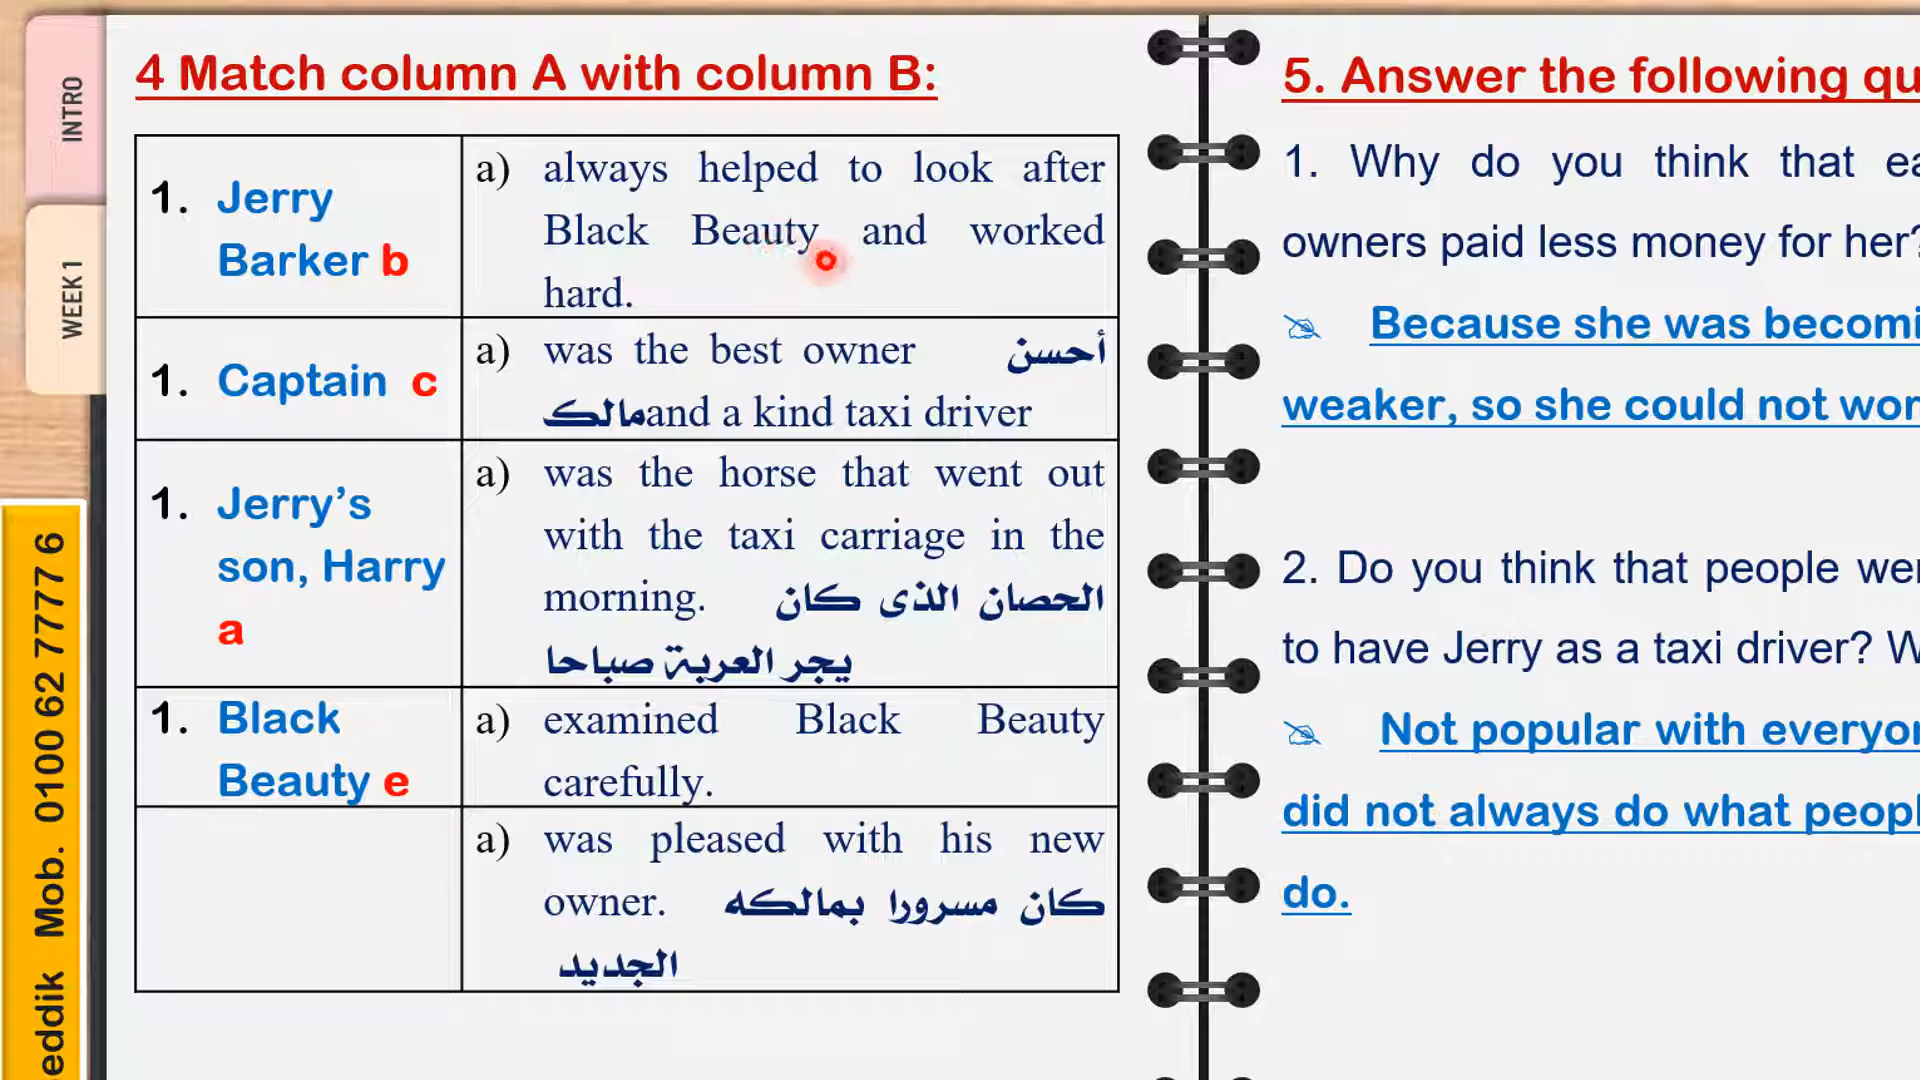 INTRO
WEEK 1
eddik Mob. 0100 62 7777 6
4 Match column A with column B:
1. Jerry
Barker b
a) always helped to look after
Black Beauty and worked
hard.
1. Captain c
a) was the best owner أحسن
مالك and a kind taxi driver
1. Jerry’s
son, Harry
a
a) was the horse that went out
with the taxi carriage in the
morning. الحصان الذى كان
يجر العربة صباحا
1. Black
Beauty e
a) examined Black Beauty
carefully.
a) was pleased with his new
owner. كان مسرورا بمالكه
الجديد
5. Answer the following qu
1. Why do you think that ea
owners paid less money for her?
Because she was becomi
weaker, so she could not wor
2. Do you think that people wer
to have Jerry as a taxi driver? W
Not popular with everyon
did not always do what peopl
do.